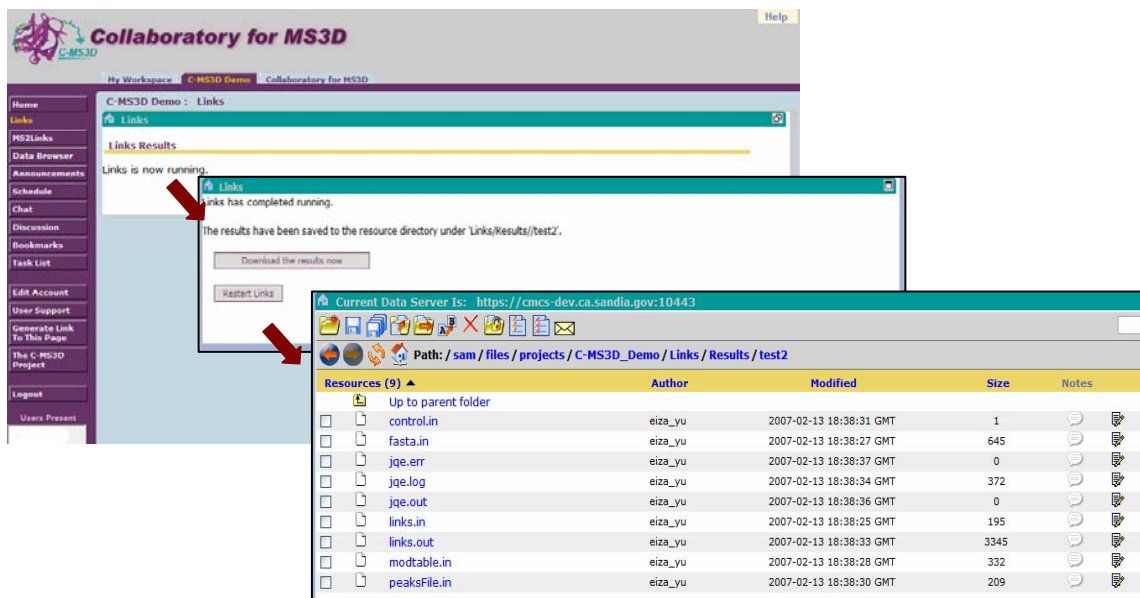 Help
Collaboratory for MS3D
C-MS3D
My Workspace C-MS3D Demo Collaboratory for MS3D
Home
Links
MS2Links
Data Browser
Announcements
Schedule
Chat
Discussion
Bookmarks
Task List
Edit Account
User Support
Generate Link
To This Page
The C-MS3D
Project
Logout
Users Present
C-MS3D Demo : Links
Links
Links Results
Links is now running.
Links
Links has completed running.
The results have been saved to the resource directory under 'Links/Results//test2'.
Download the results now
Restart Links
Current Data Server Is: https://cmcs-dev.ca.sandia.gov:10443
Path: / sam / files / projects / C-MS3D_Demo / Links / Results / test2
Resources (9) ▲ Author Modified Size Notes
Up to parent folder
control.in eiza_yu 2007-02-13 18:38:31 GMT 1
fasta.in eiza_yu 2007-02-13 18:38:27 GMT 645
jqe.err eiza_yu 2007-02-13 18:38:37 GMT 0
jqe.log eiza_yu 2007-02-13 18:38:34 GMT 372
jqe.out eiza_yu 2007-02-13 18:38:36 GMT 0
links.in eiza_yu 2007-02-13 18:38:25 GMT 195
links.out eiza_yu 2007-02-13 18:38:33 GMT 3345
modtable.in eiza_yu 2007-02-13 18:38:28 GMT 332
peaksFile.in eiza_yu 2007-02-13 18:38:30 GMT 209